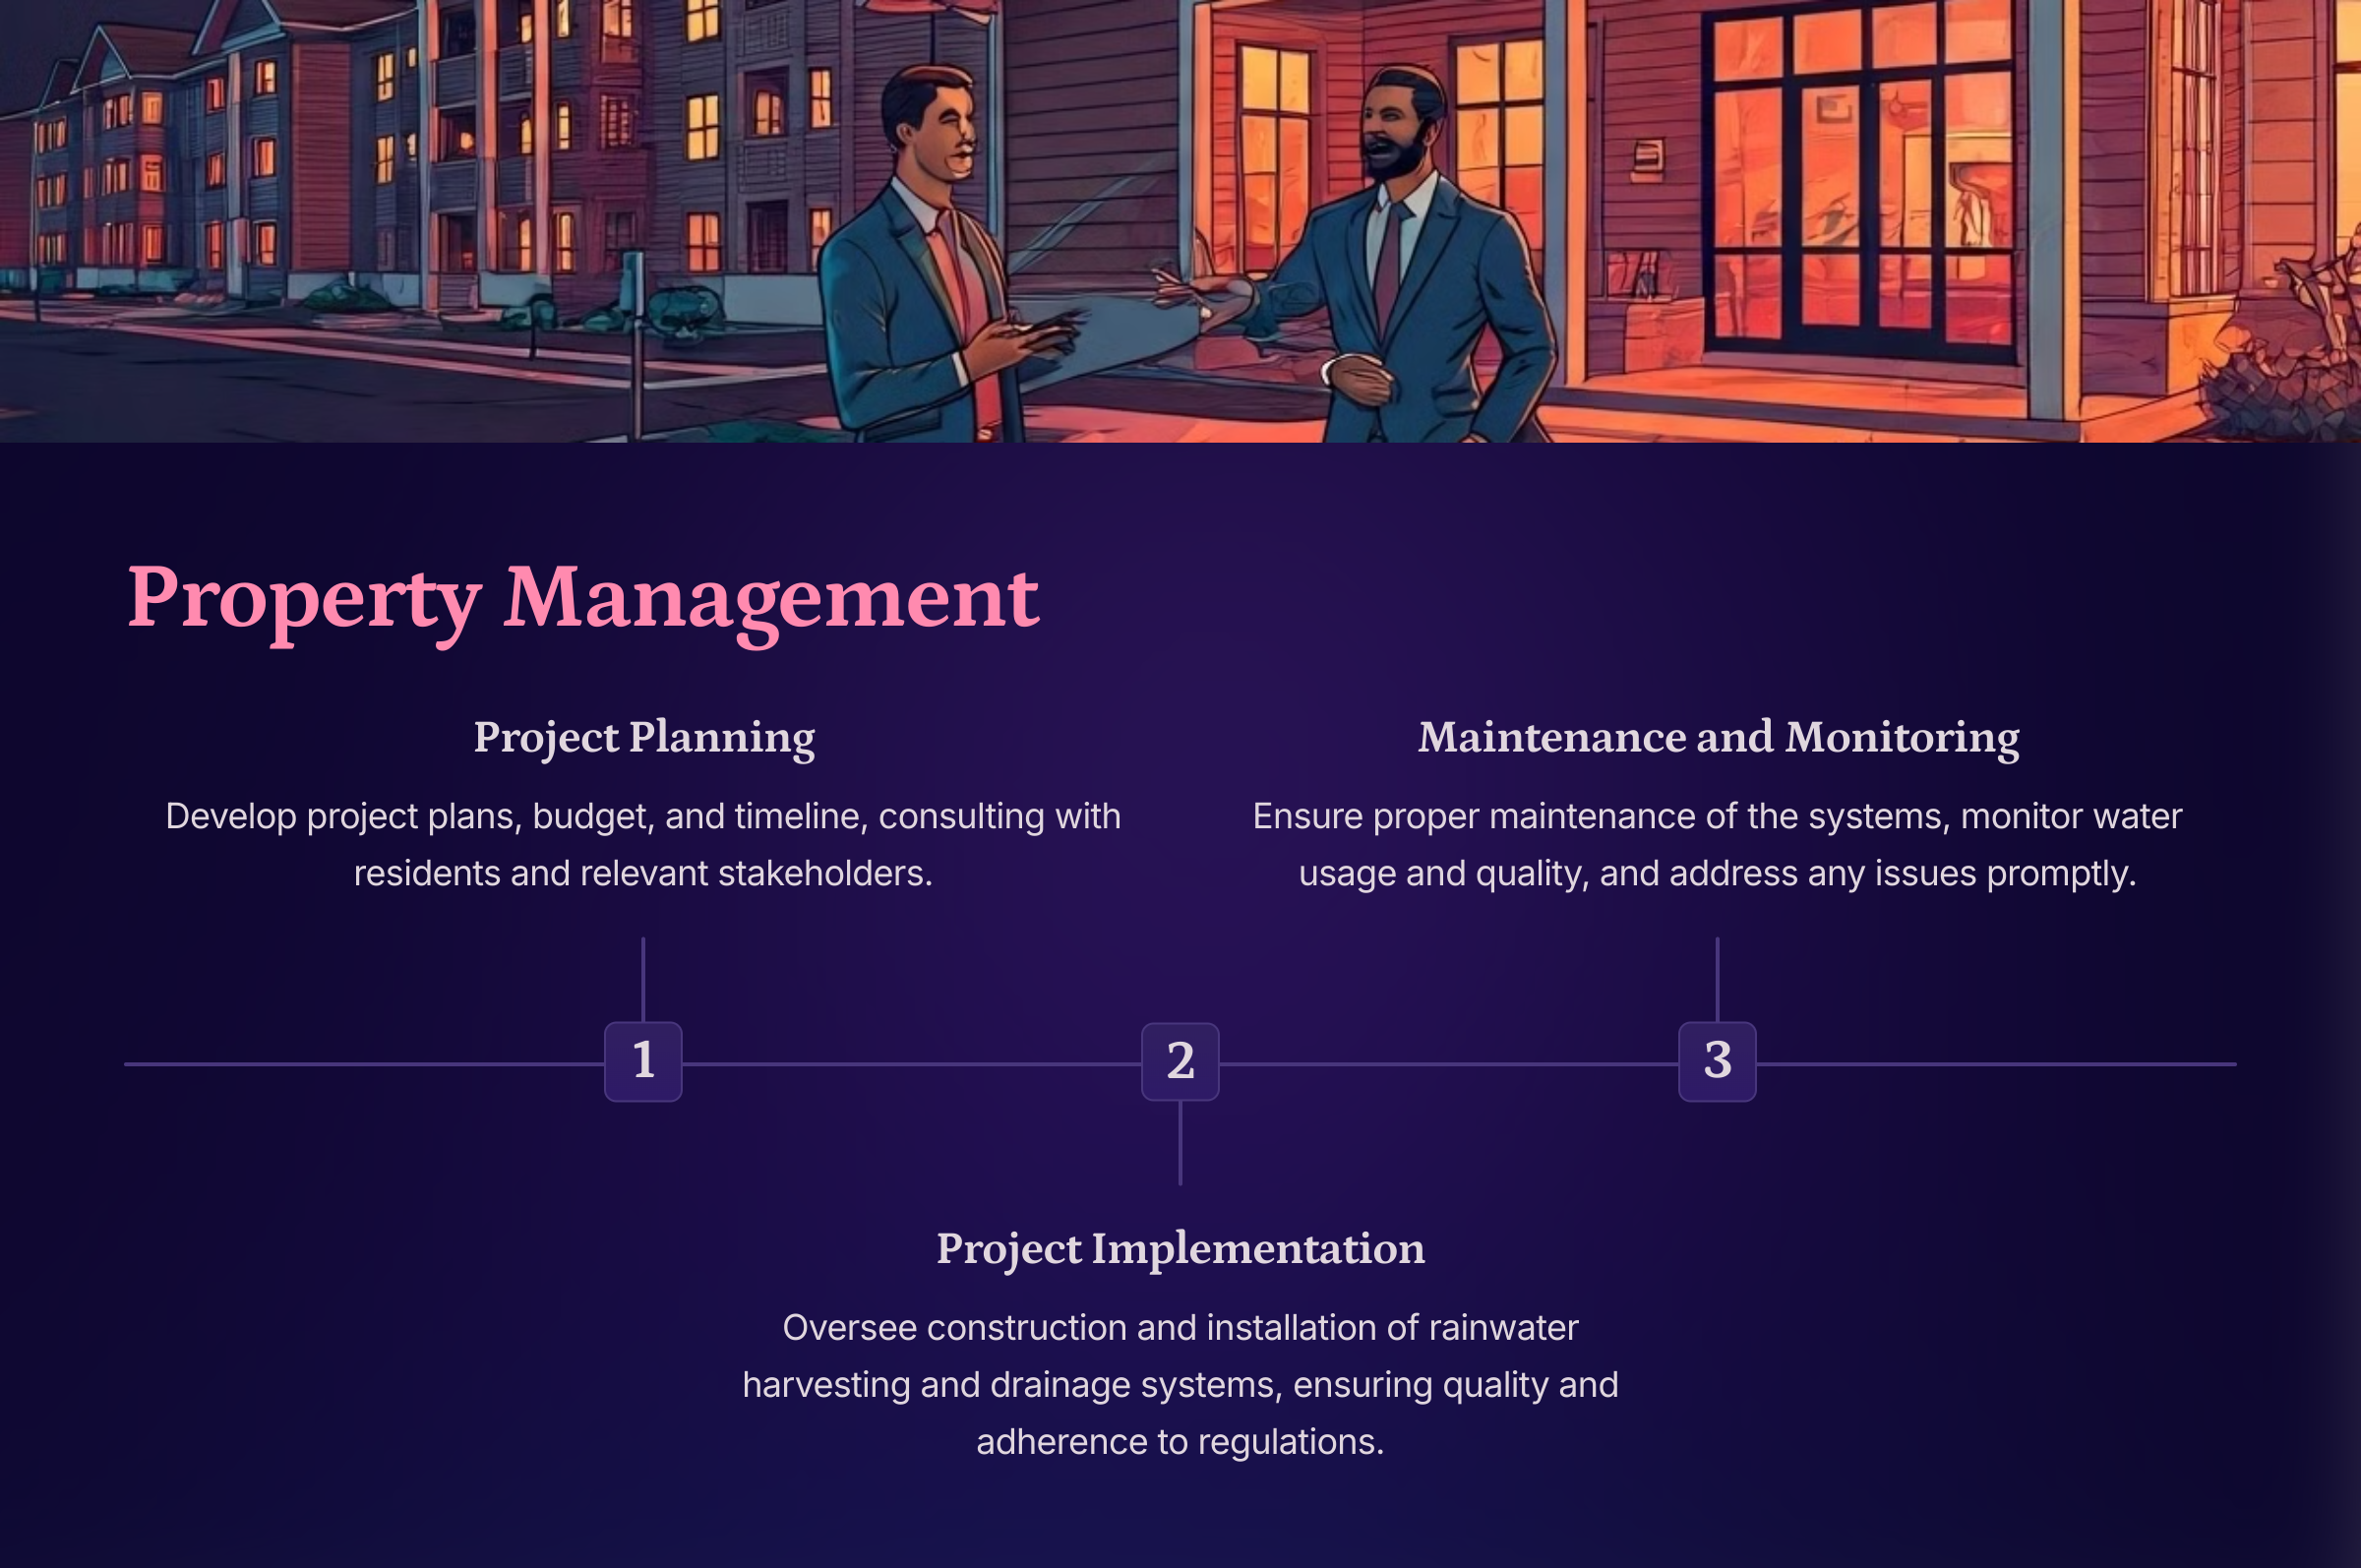 Property Management
Project Planning
Develop project plans, budget, and timeline, consulting with
residents and relevant stakeholders.
Maintenance and Monitoring
Ensure proper maintenance of the systems, monitor water
usage and quality, and address any issues promptly.
1
2
3
Project Implementation
Oversee construction and installation of rainwater
harvesting and drainage systems, ensuring quality and
adherence to regulations.